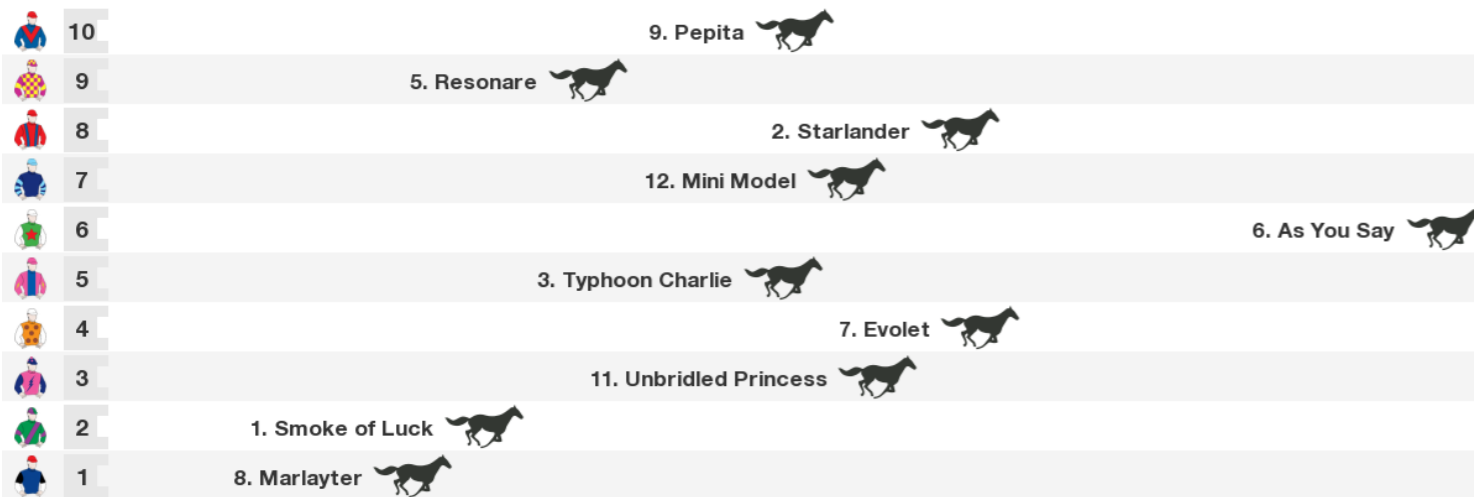 10 9. Pepita
9 5. Resonare
8 2. Starlander
7 12. Mini Model
6 6. As You Say
5 3. Typhoon Charlie
4 7. Evolet
3 11. Unbridled Princess
2 1. Smoke of Luck
1 8. Marlayter